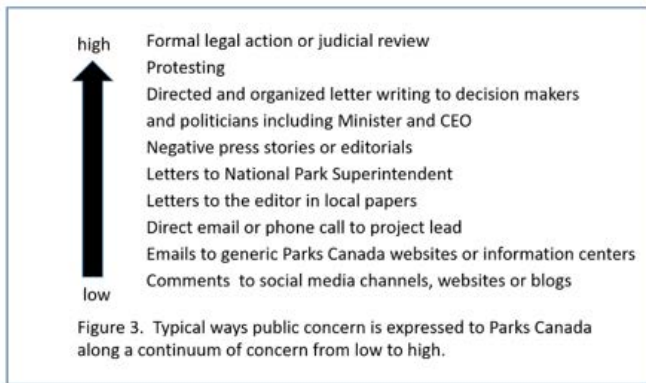 high
Formal legal action or judicial review
Protesting
Directed and organized letter writing to decision makers
and politicians including Minister and CEO
Negative press stories or editorials
Letters to National Park Superintendent
Letters to the editor in local papers
Direct email or phone call to project lead
Emails to generic Parks Canada websites or information centers
Comments  to social media channels, websites or blogs
low
Figure 3.  Typical ways public concern is expressed to Parks Canada
along a continuum of concern from low to high.